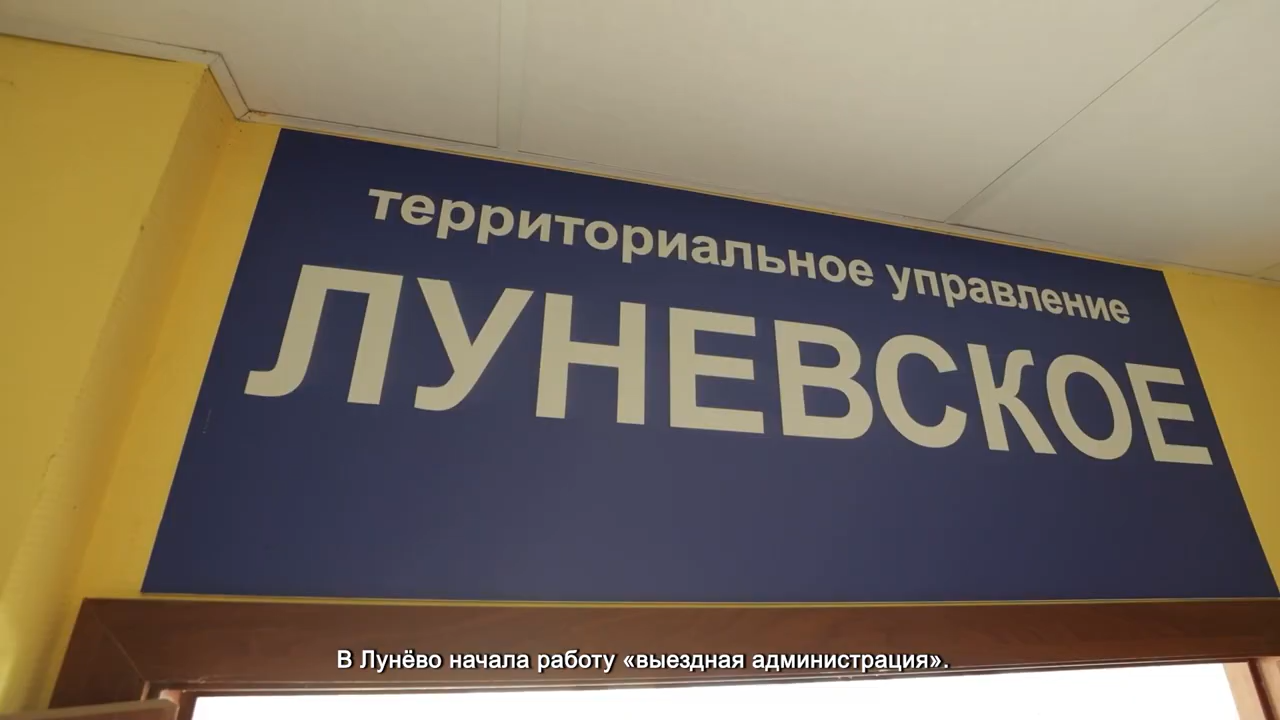 территориальное управление
ЛУНЕВСКОЕ
В Лунёво начала работу «выездная администрация».